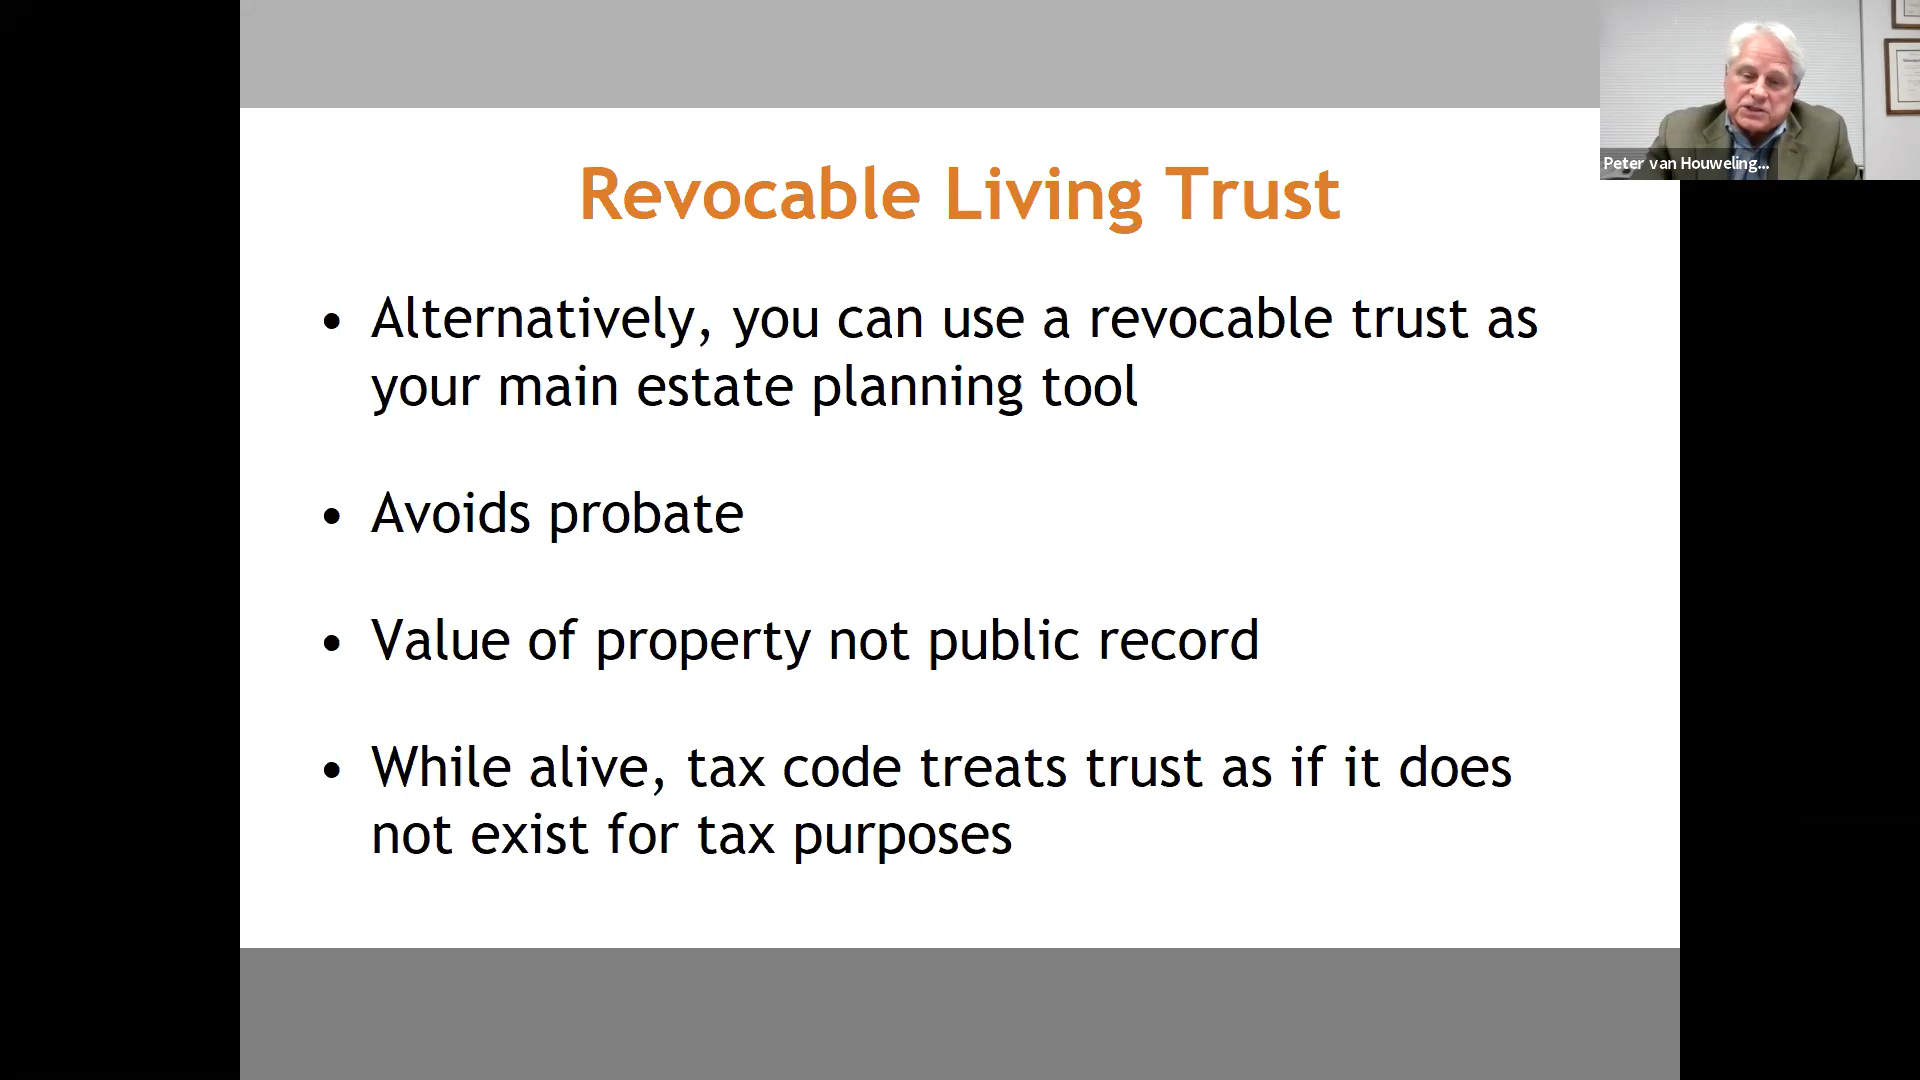 Revocable Living Trust
• Alternatively, you can use a revocable trust as
your main estate planning tool
• Avoids probate
• Value of property not public record
• While alive, tax code treats trust as if it does
not exist for tax purposes
Peter van Houweling...